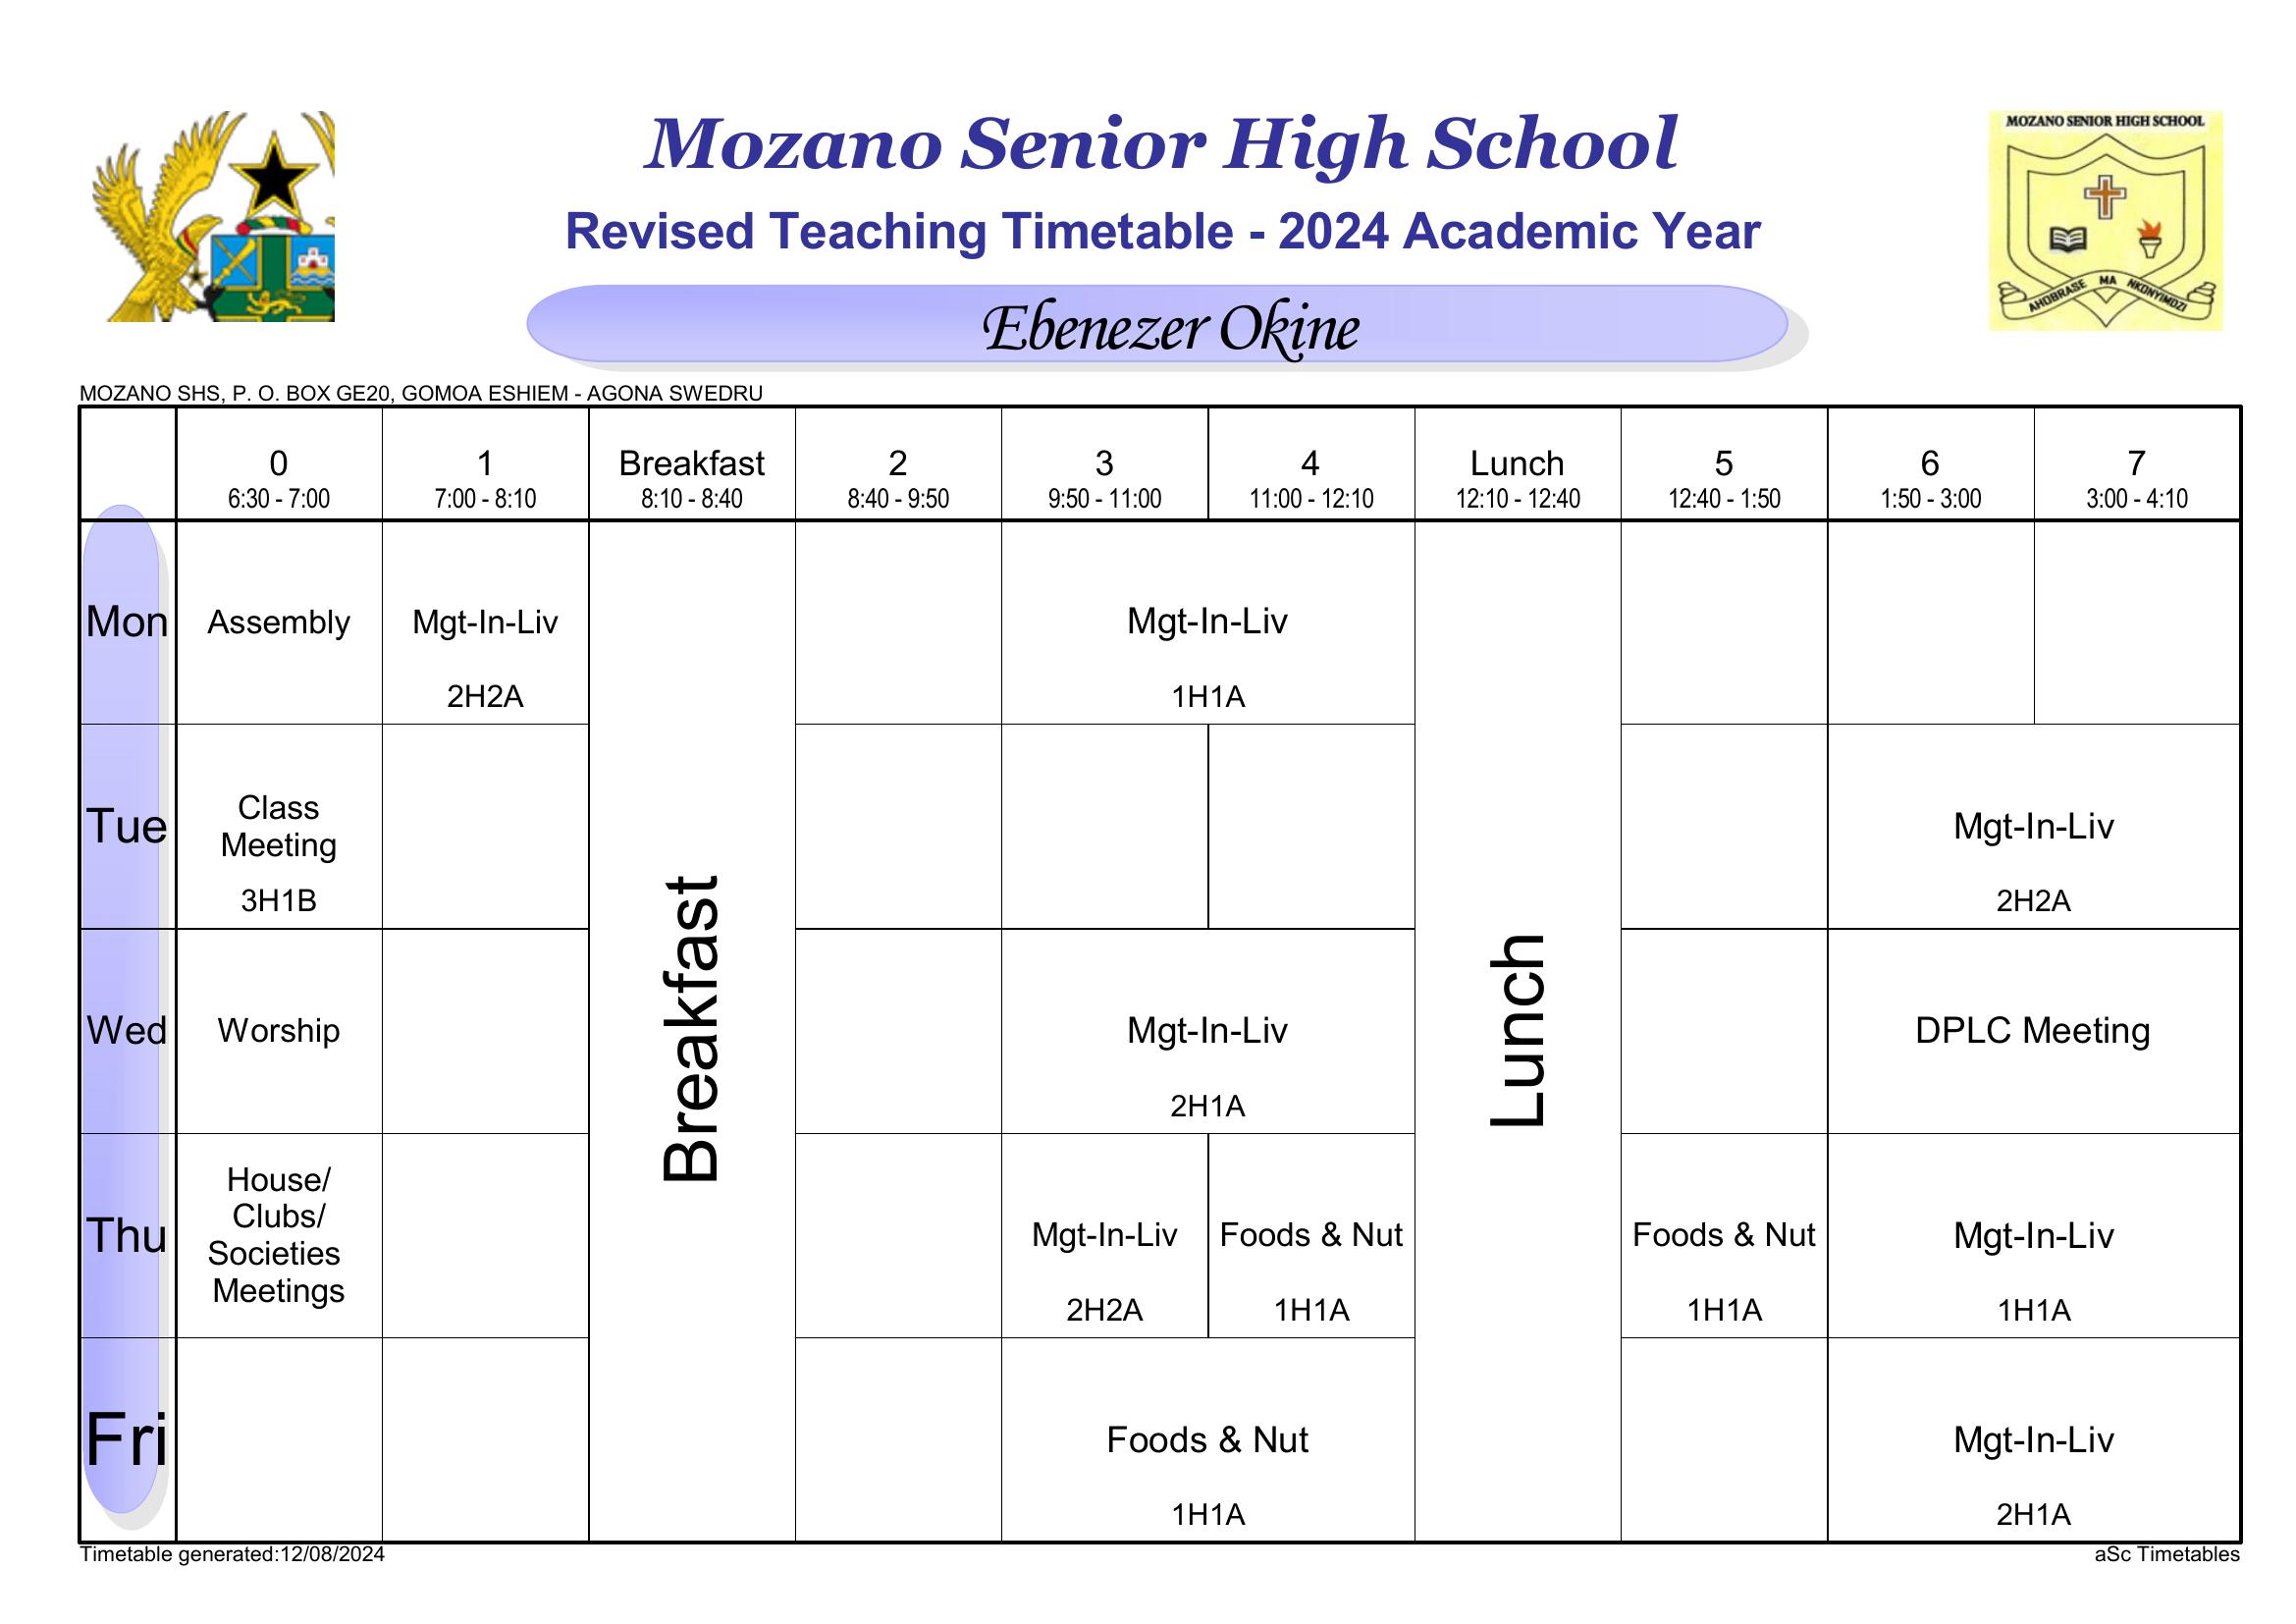 Mozano Senior High School
MOZANO SENIOR HIGH SCHOOL
Revised Teaching Timetable - 2024 Academic Year
AHOBRASE MA NKONYIMDZI
Ebenezer Okine
MOZANO SHS, P. O. BOX GE20, GOMOA ESHIEM - AGONA SWEDRU
0 1 Breakfast 2 3 4 Lunch 5 6 7
6:30 - 7:00 7:00 - 8:10 8:10 - 8:40 8:40 - 9:50 9:50 - 11:00 11:00 - 12:10 12:10 - 12:40 12:40 - 1:50 1:50 - 3:00 3:00 - 4:10
Mon Assembly Mgt-In-Liv Mgt-In-Liv
2H2A 1H1A
Class
Tue Meeting Mgt-In-Liv
3H1B 2H2A
Breakfast
Lunch
Wed Worship Mgt-In-Liv DPLC Meeting
2H1A
House/
Clubs/
Thu Societies Mgt-In-Liv Foods & Nut Foods & Nut Mgt-In-Liv
Meetings 2H2A 1H1A 1H1A 1H1A
Fri Foods & Nut Mgt-In-Liv
1H1A 2H1A
Timetable generated:12/08/2024 aSc Timetables